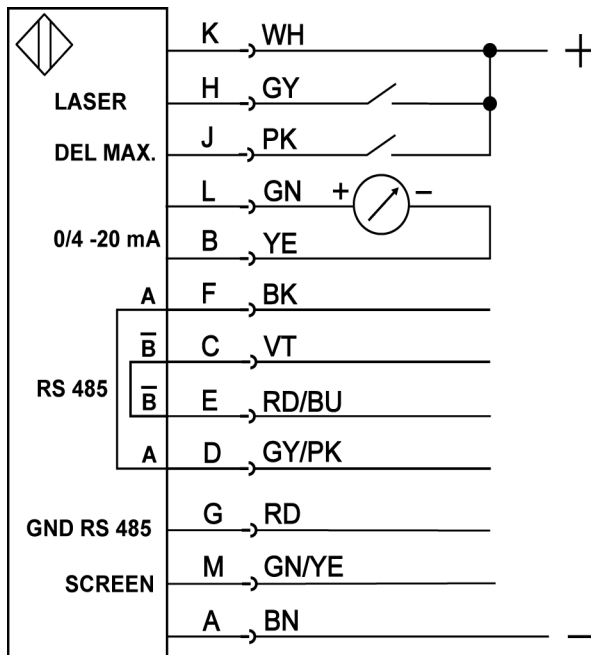 K WH +
LASER H GY
DEL MAX. J PK
L GN + −
0/4 -20 mA B YE
A F BK
B̅ C VT
RS 485
B̅ E RD/BU
A D GY/PK
GND RS 485 G RD
SCREEN M GN/YE
A BN −